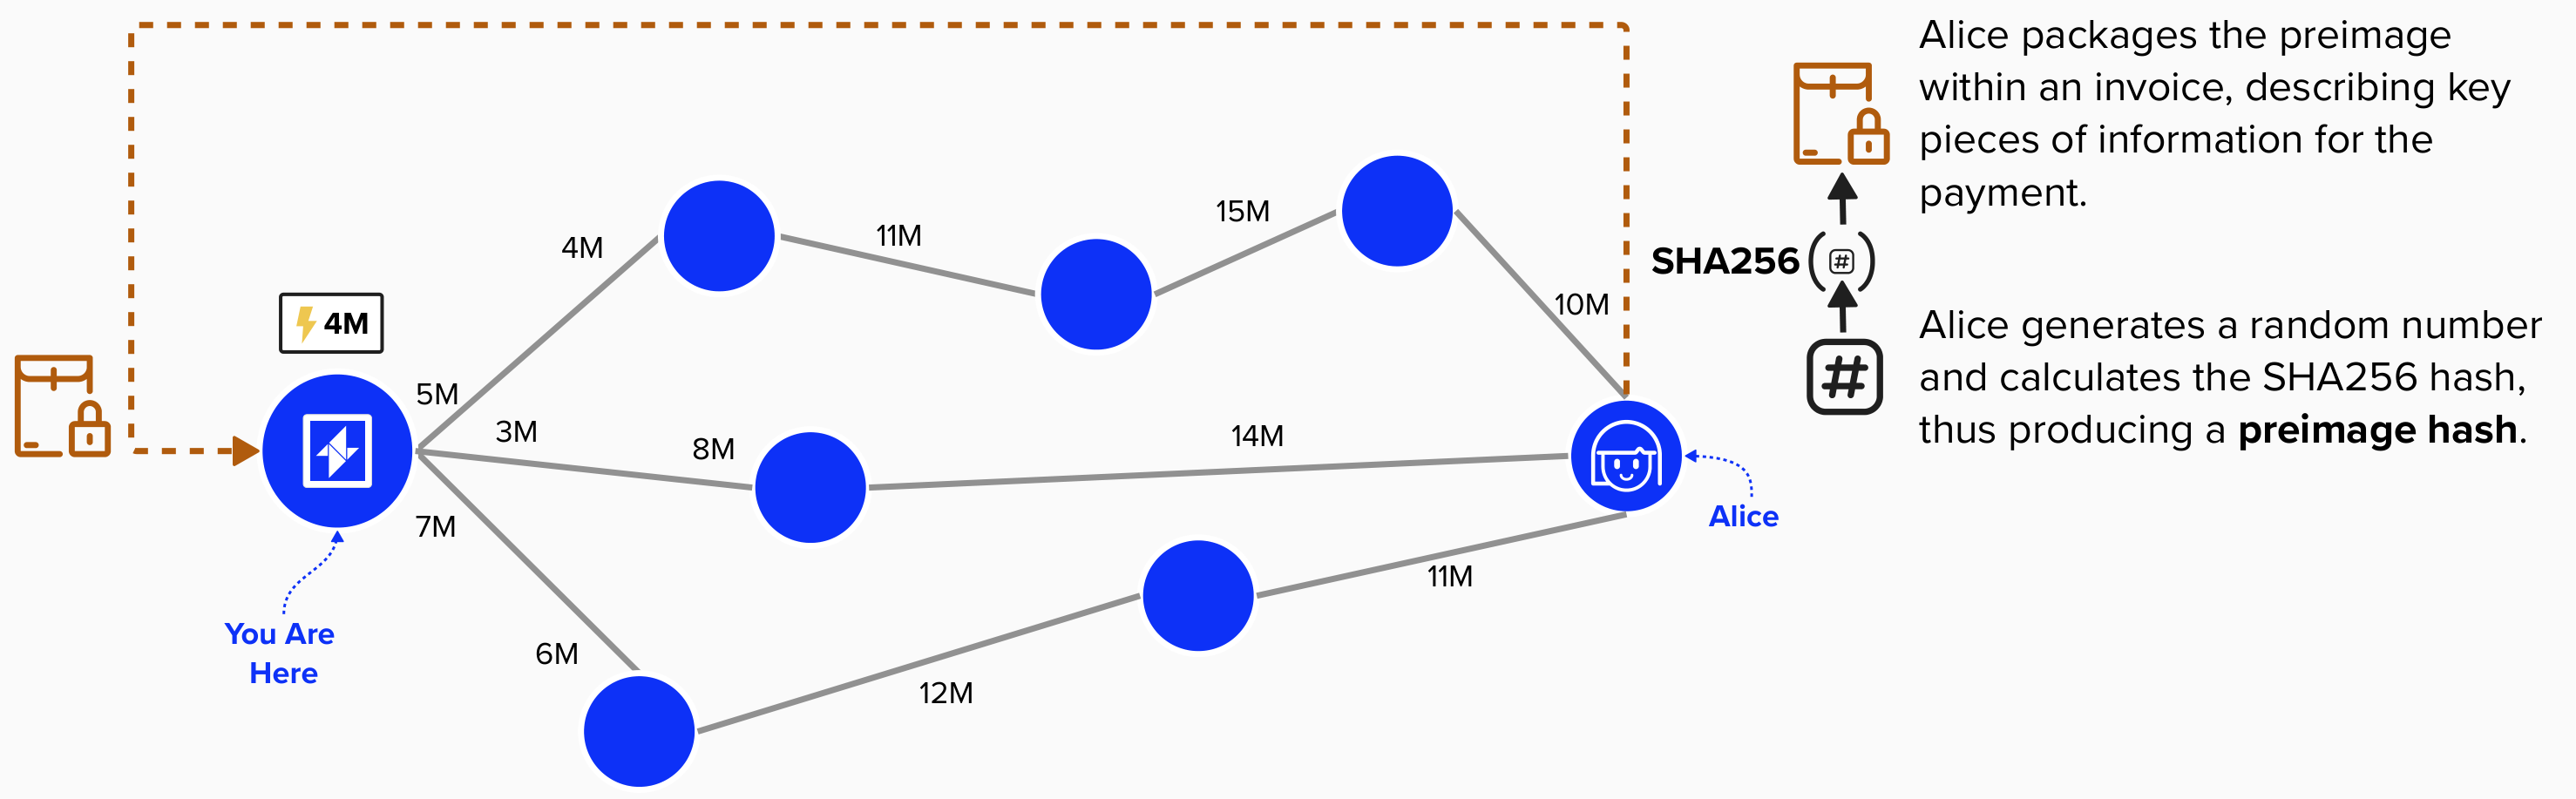 Alice packages the preimage
within an invoice, describing key
pieces of information for the
payment.
SHA256 (#)
#
Alice generates a random number
and calculates the SHA256 hash,
thus producing a preimage hash.
4M
11M
15M
10M
4M
5M
3M
8M
14M
7M
6M
12M
11M
You Are
Here
Alice